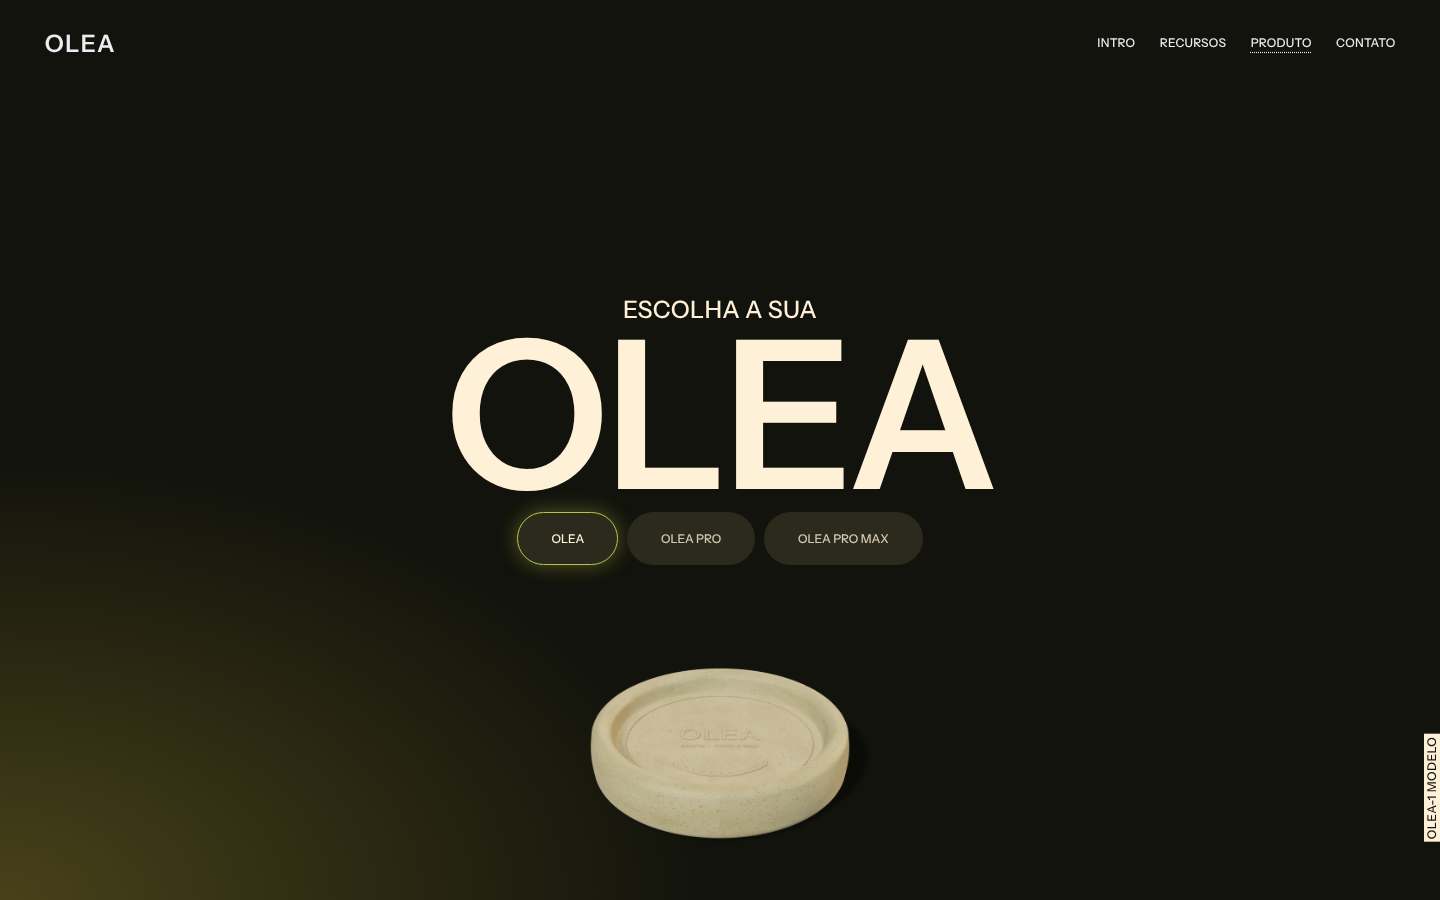 OLEA
INTRO
RECURSOS
PRODUTO
CONTATO
ESCOLHA A SUA
OLEA
OLEA
OLEA PRO
OLEA PRO MAX
OLEA
OLEA-1 MODELO